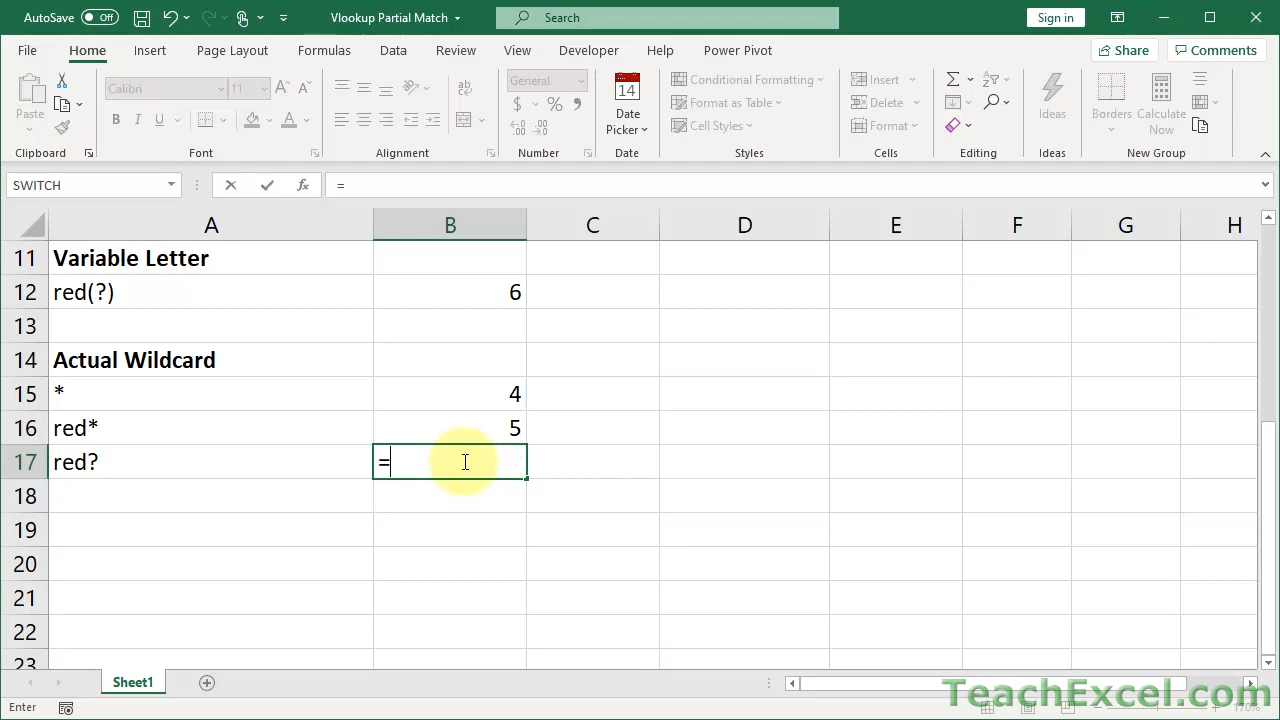 AutoSave Off Vlookup Partial Match Search Sign in
File Home Insert Page Layout Formulas Data Review View Developer Help Power Pivot Share Comments
Paste
Calibri 11
B I U A
General
$ % 9
14
Date
Picker
Conditional Formatting
Format as Table
Cell Styles
Insert
Delete
Format
Ideas
Borders
Calculate
Now
Clipboard Font Alignment Number Date Styles Cells Editing Ideas New Group
SWITCH fx =
A B C D E F G H
11 Variable Letter
12 red(?) 6
13
14 Actual Wildcard
15 * 4
16 red* 5
17 red? =
18
19
20
21
22
23
Sheet1
TeachExcel.com
Enter 170%